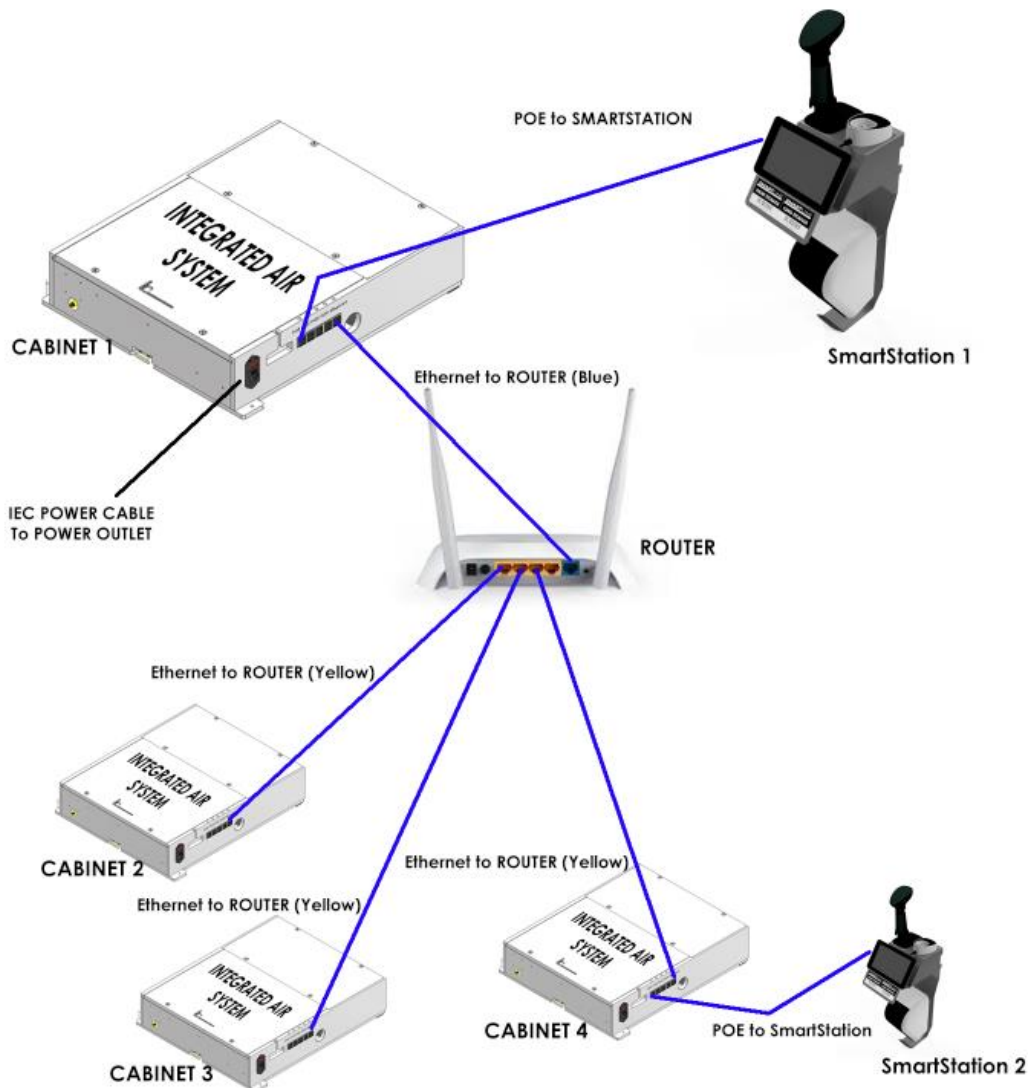 POE to SMARTSTATION
INTEGRATED AIR
SYSTEM
CABINET 1
SmartStation 1
Ethernet to ROUTER (Blue)
IEC POWER CABLE
To POWER OUTLET
ROUTER
Ethernet to ROUTER (Yellow)
INTEGRATED AIR
SYSTEM
CABINET 2
Ethernet to ROUTER (Yellow)
Ethernet to ROUTER (Yellow)
INTEGRATED AIR
SYSTEM
CABINET 3
INTEGRATED AIR
SYSTEM
CABINET 4
POE to SmartStation
SmartStation 2